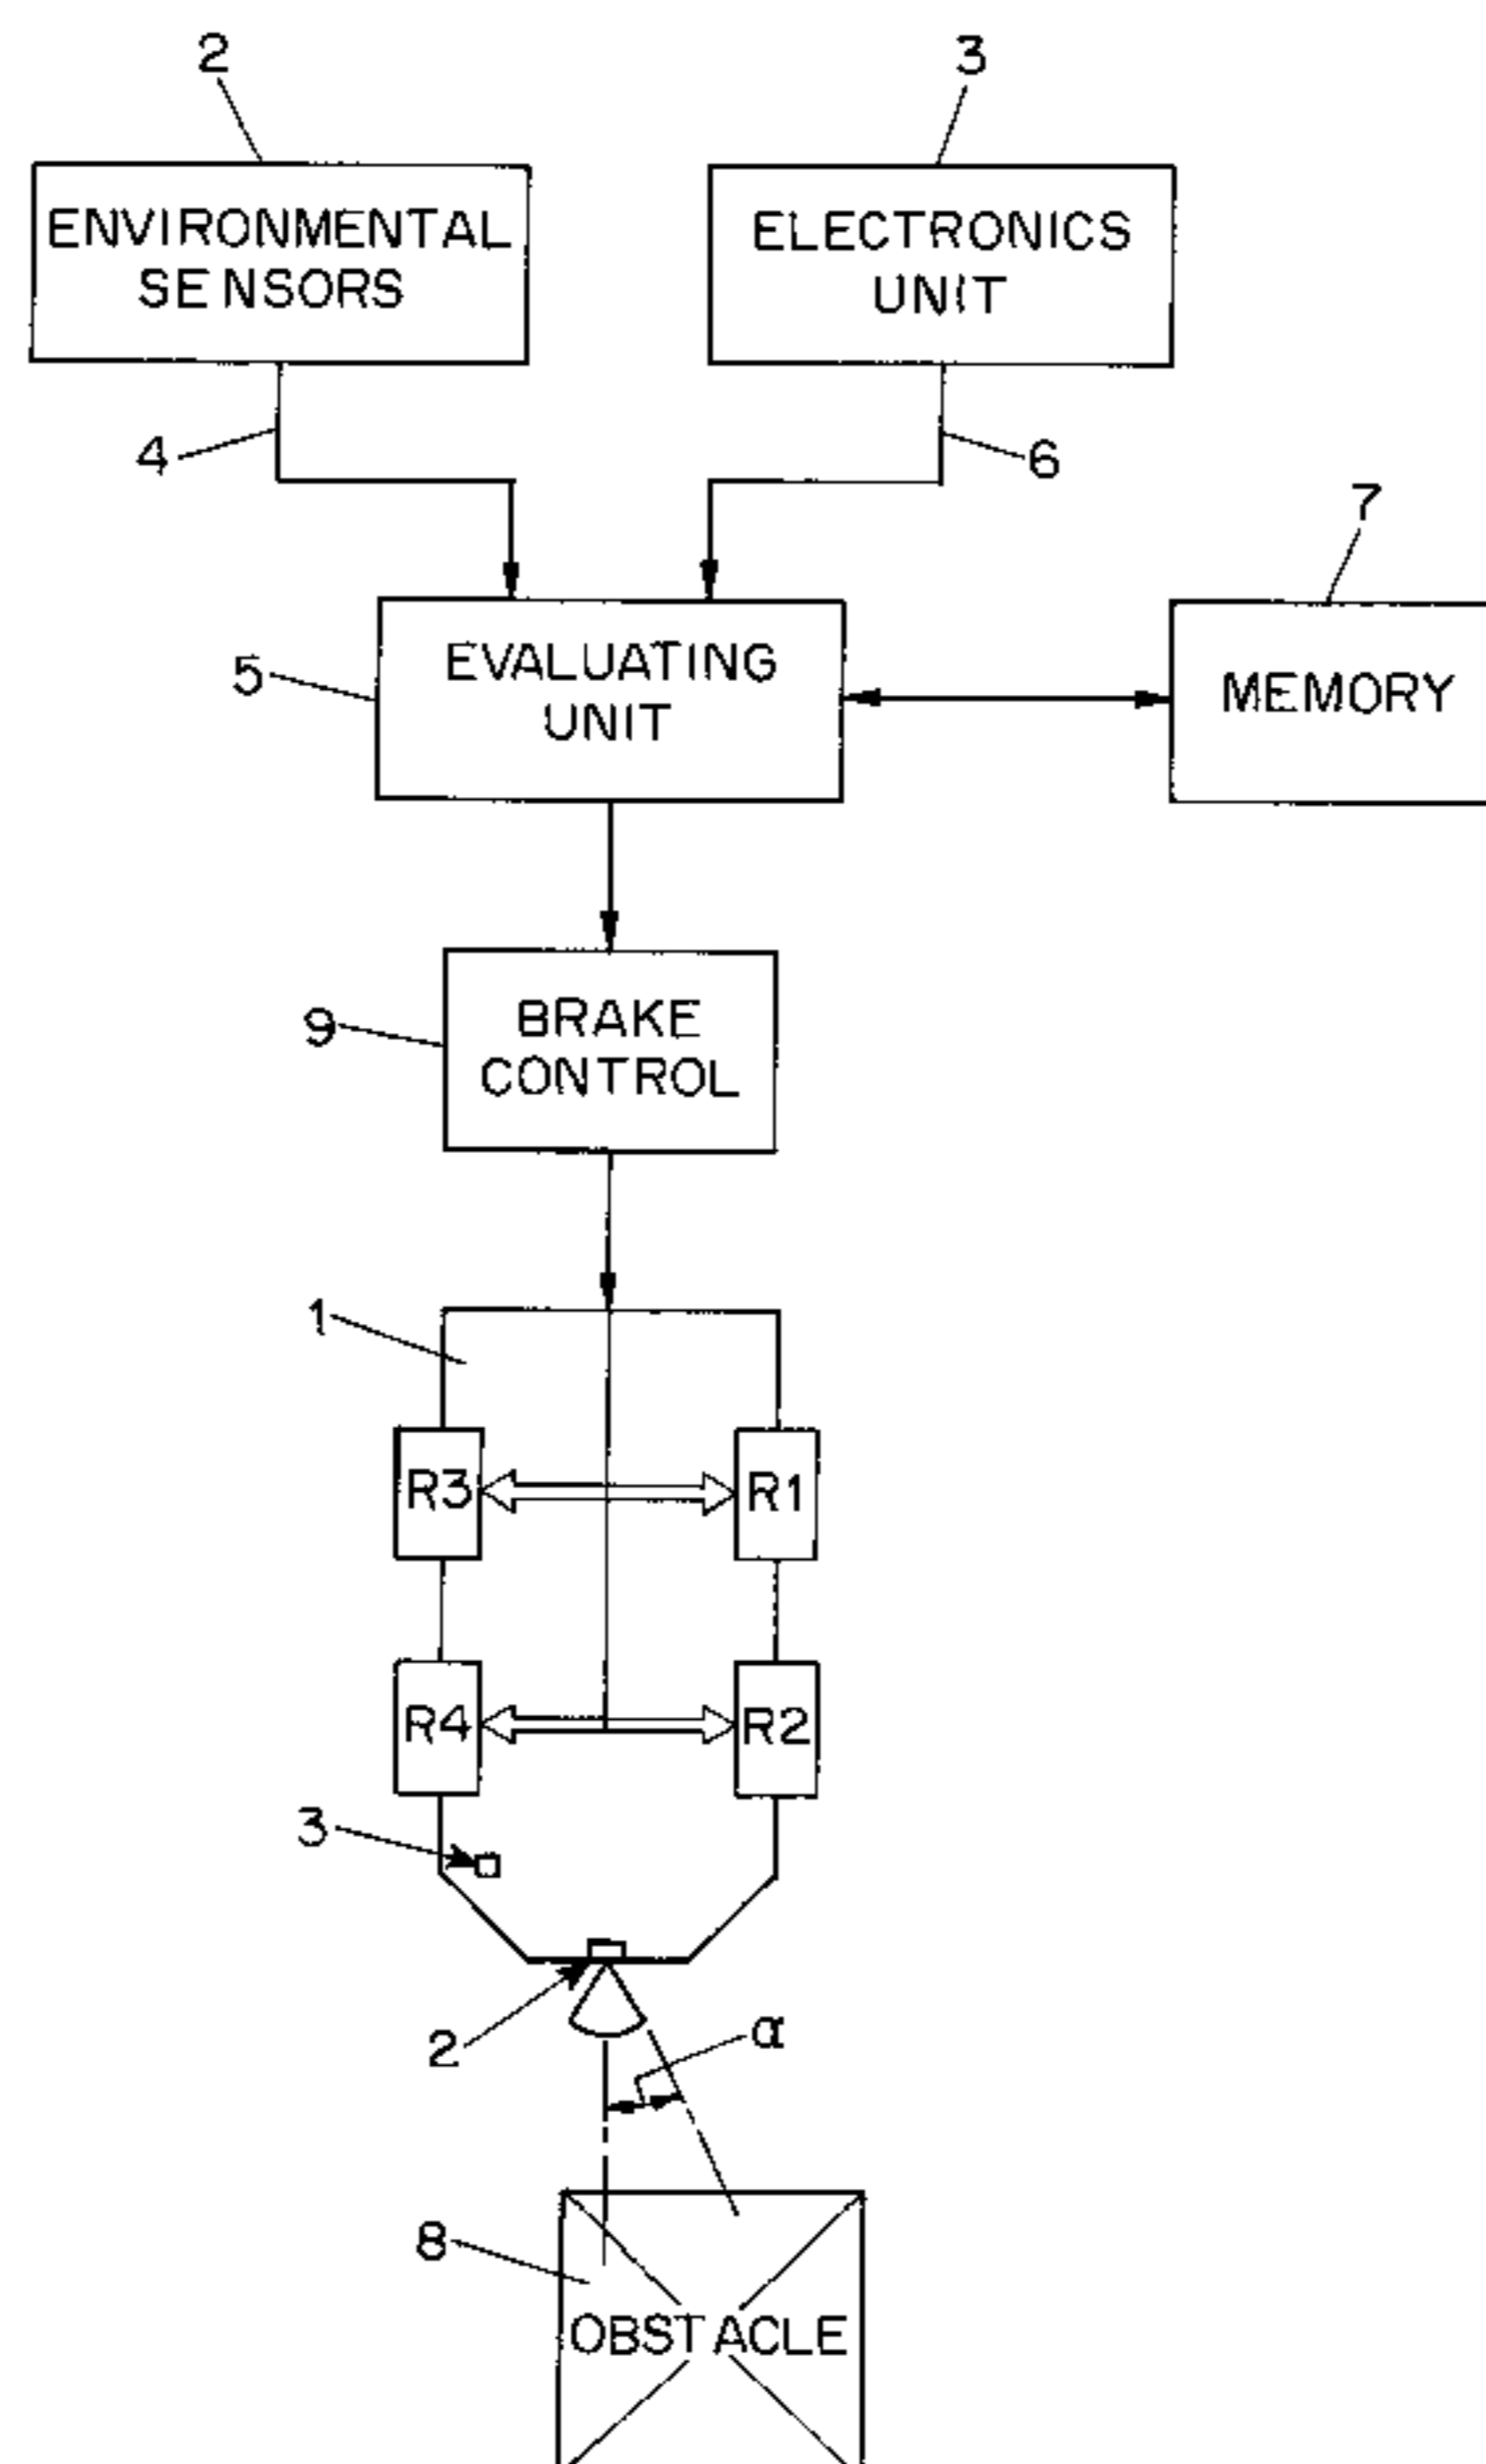 2
3
ENVIRONMENTAL
SENSORS
ELECTRONICS
UNIT
4
6
7
5
EVALUATING
UNIT
MEMORY
9
BRAKE
CONTROL
1
R3
R1
R4
R2
3
2
α
8
OBSTACLE